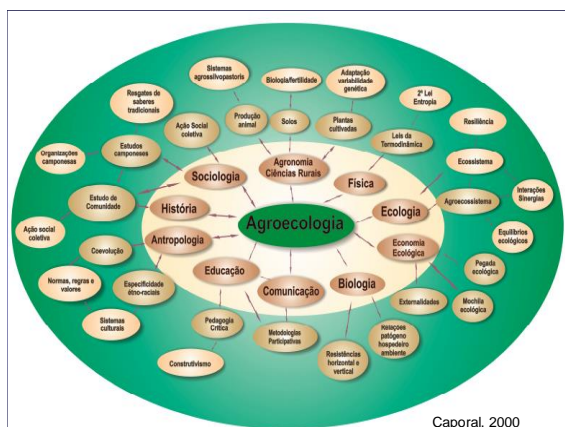 Sistemas
agrossilvopastoris
Biologia/fertilidade
Adaptação
variabilidade
genética
2ª Lei
Entropia
Resiliência
Resgates de
saberes
tradicionais
Ação Social
coletiva
Produção
animal
Solos
Plantas
cultivadas
Leis da
Termodinâmica
Ecossistema
Organizações
camponesas
Estudos
camponeses
Sociologia
Agronomia
Ciências Rurais
Física
Ecologia
Agroecossistema
Interações
Sinergias
Estudo de
Comunidade
História
Agroecologia
Equilíbrios
ecológicos
Ação social
coletiva
Coevolução
Antropologia
Economia
Ecológica
Pegada
ecológica
Normas, regras e
valores
Especificidade
étno-raciais
Educação
Comunicação
Biologia
Externalidades
Mochila
ecológica
Sistemas
culturais
Pedagogia
Crítica
Metodologias
Participativas
Relações
patógeno
hospedeiro
ambiente
Construtivismo
Resistências
horizontal e
vertical
Caporal, 2000